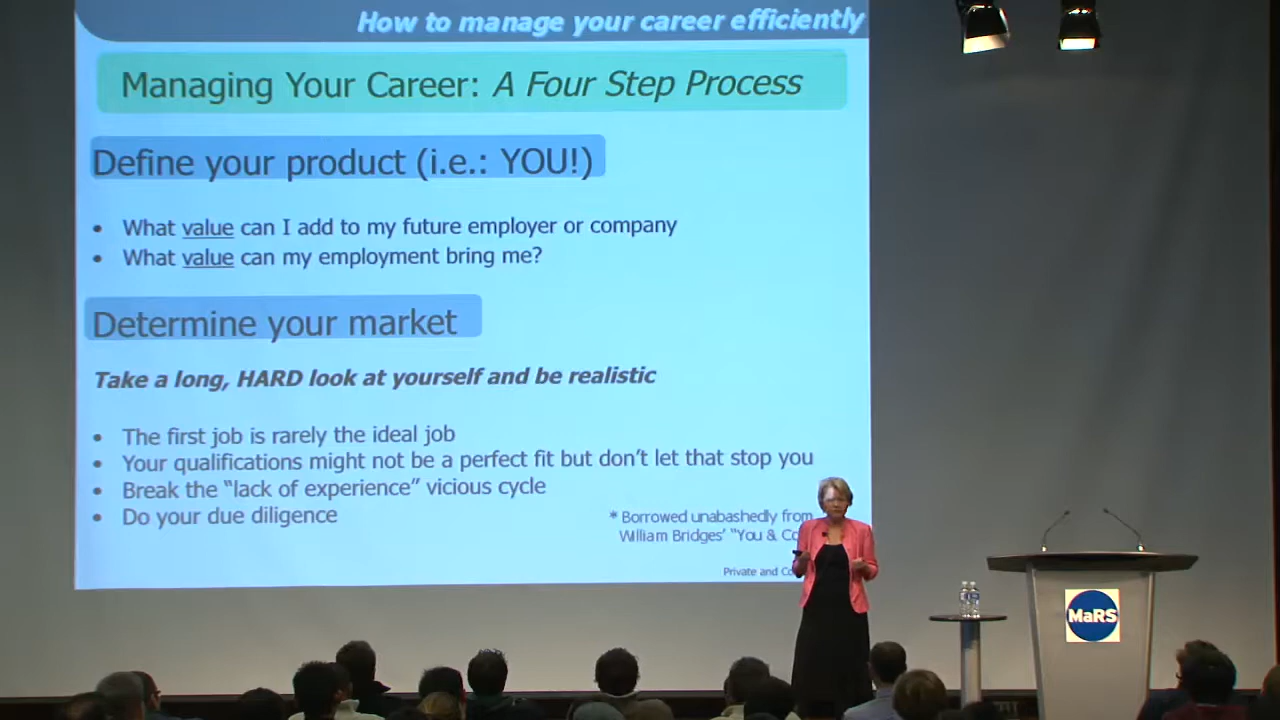 How to manage your career efficiently
Managing Your Career: A Four Step Process
Define your product (i.e.: YOU!)
• What value can I add to my future employer or company
• What value can my employment bring me?
Determine your market
Take a long, HARD look at yourself and be realistic
• The first job is rarely the ideal job
• Your qualifications might not be a perfect fit but don't let that stop you
• Break the "lack of experience" vicious cycle
• Do your due diligence
* Borrowed unabashedly from
William Bridges' "You &
Private and
MaRS